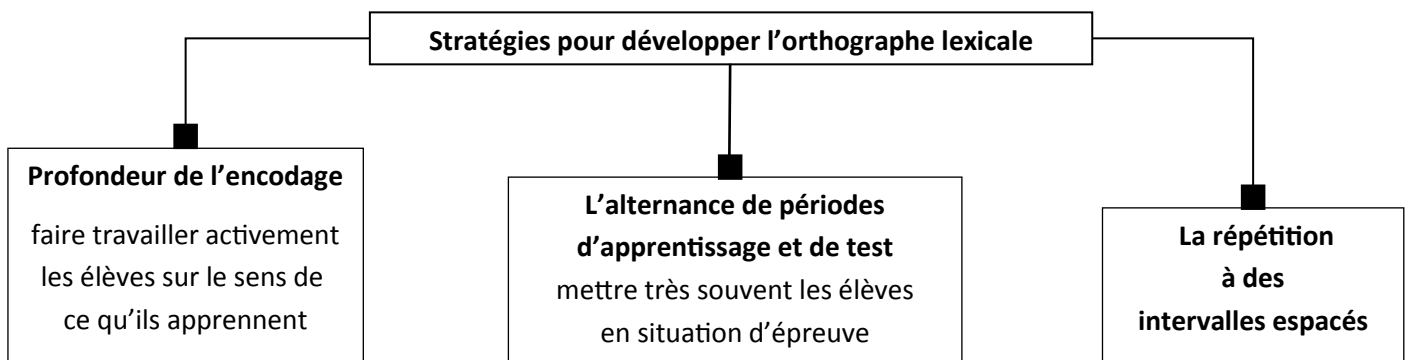 Stratégies pour développer l’orthographe lexicale
Profondeur de l’encodage
faire travailler activement
les élèves sur le sens de
ce qu’ils apprennent
L’alternance de périodes
d’apprentissage et de test
mettre très souvent les élèves
en situation d’épreuve
La répétition
à des
intervalles espacés